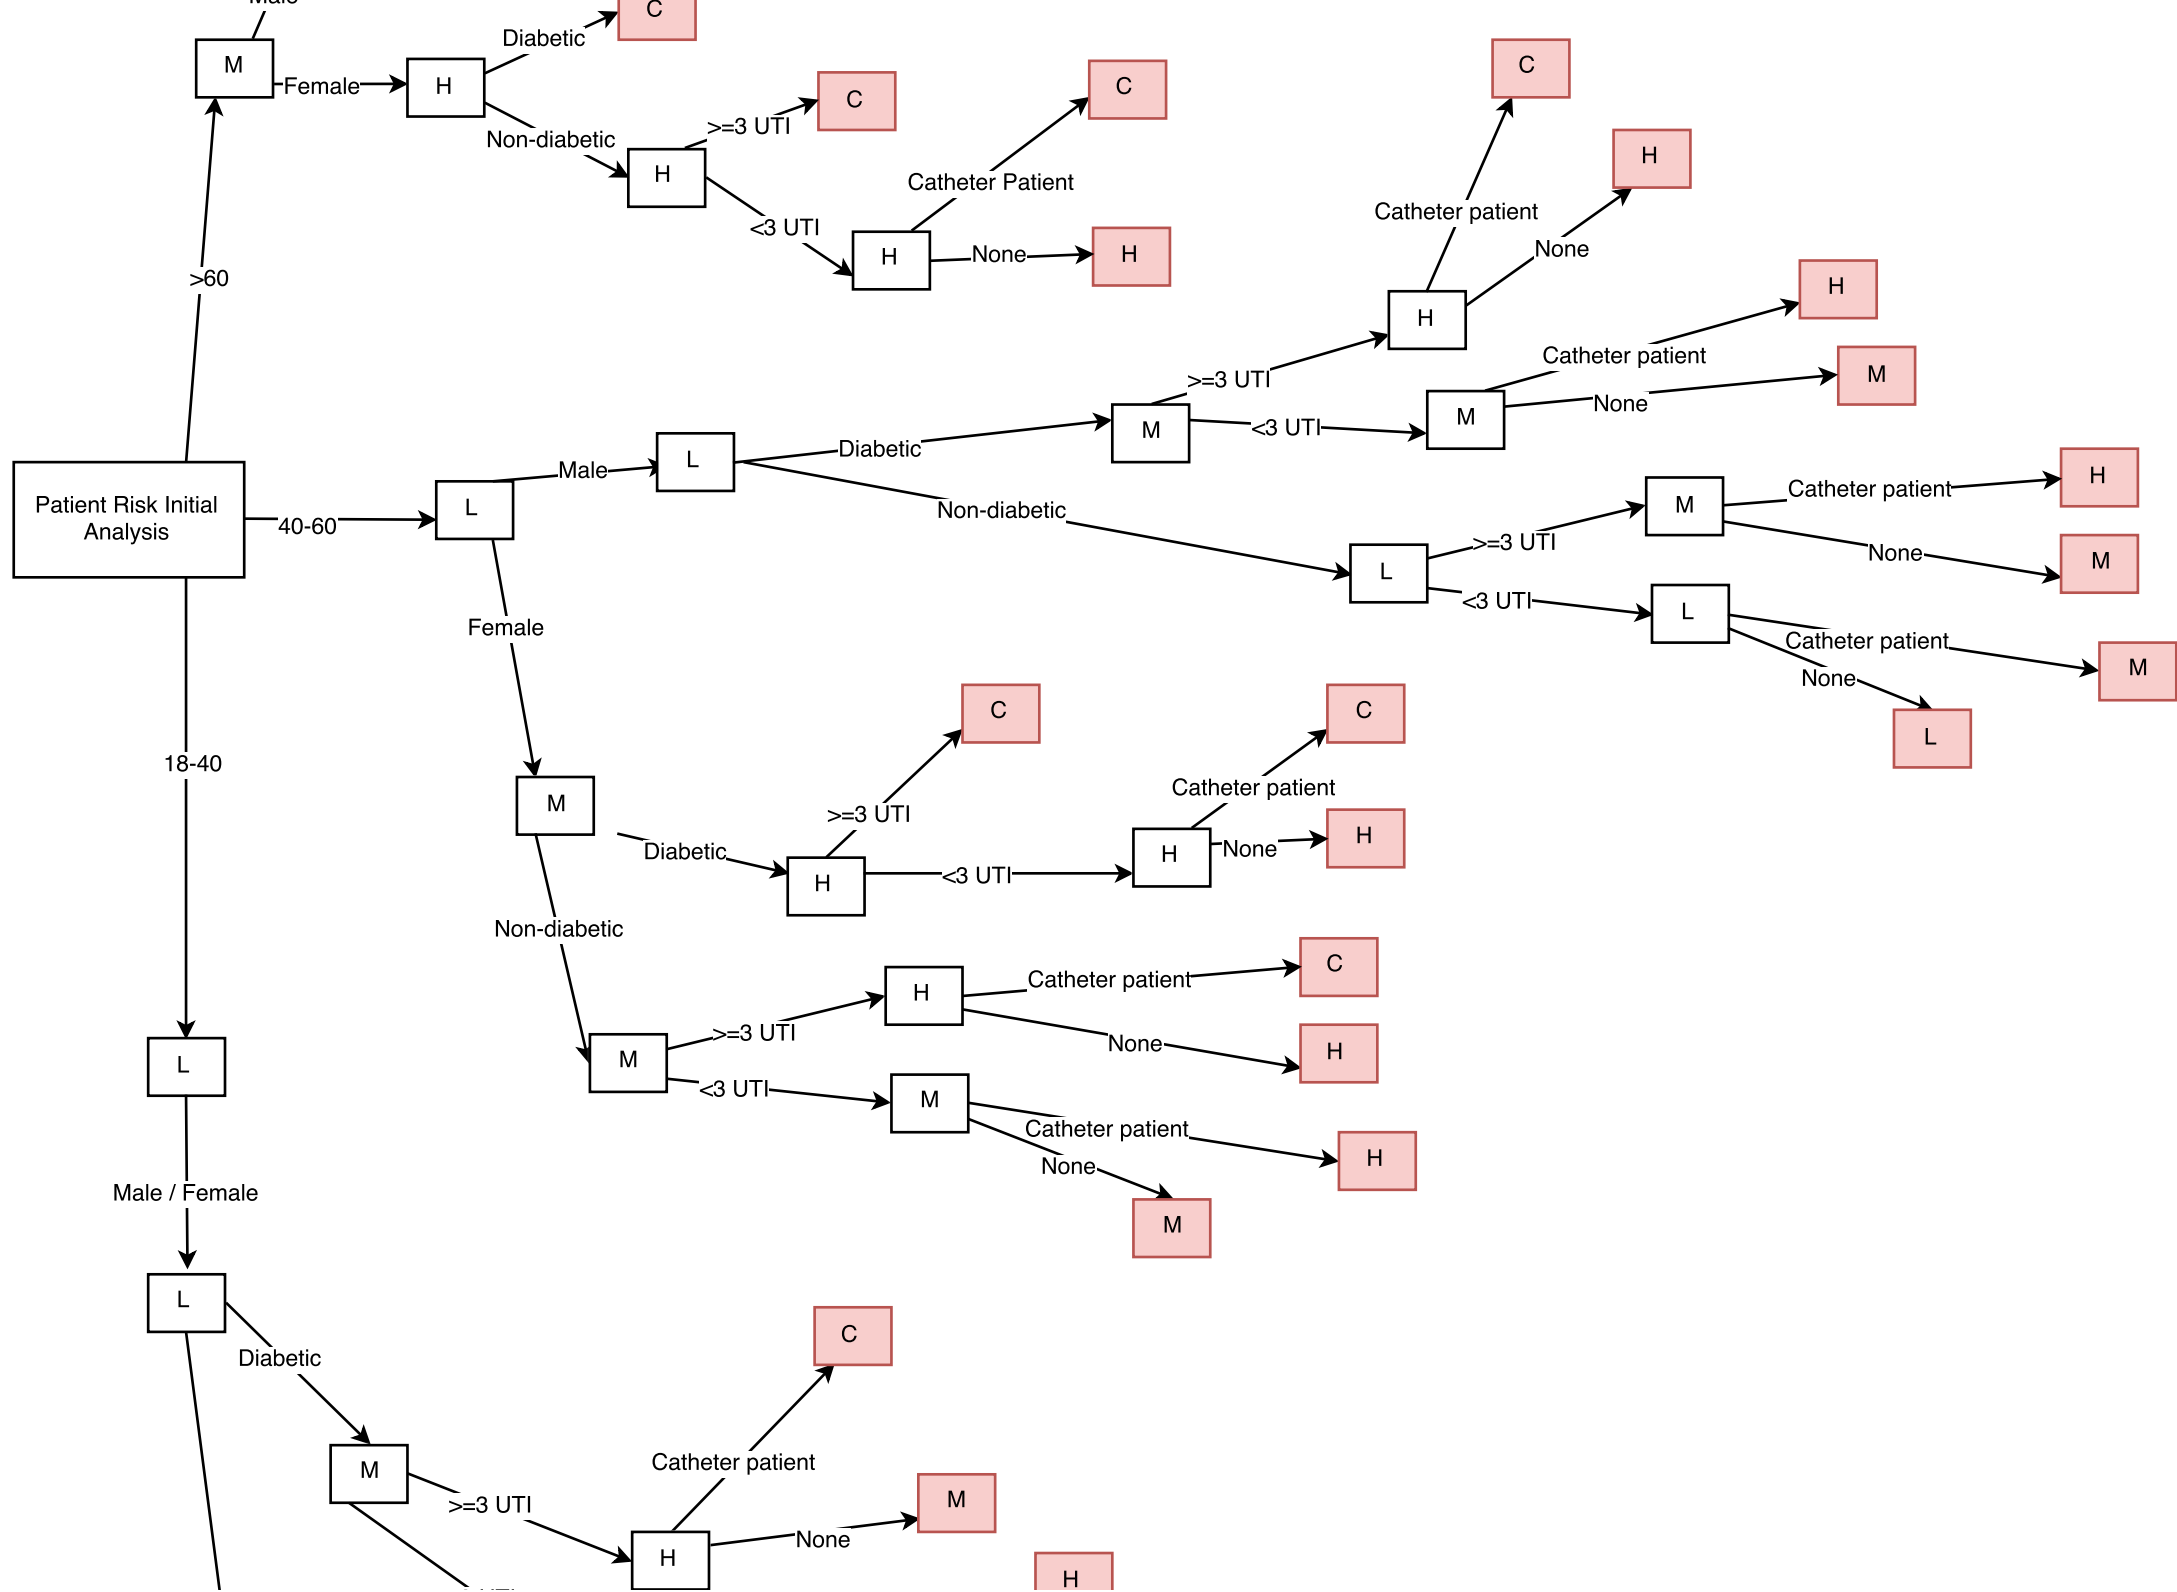 Male
C
Diabetic
M
Female
H
C
C
C
>=3 UTI
Non-diabetic
H
H
Catheter Patient
Catheter patient
<3 UTI
None
H
H
None
>60
H
H
Catheter patient
>=3 UTI
M
None
M
<3 UTI
M
Male
L
Diabetic
H
Catheter patient
Patient Risk Initial
Analysis
40-60
L
Non-diabetic
M
>=3 UTI
None
M
L
<3 UTI
L
Female
Catheter patient
M
None
L
18-40
C
C
Catheter patient
M
>=3 UTI
H
Diabetic
H
<3 UTI
H
None
Non-diabetic
C
Catheter patient
H
>=3 UTI
None
H
M
<3 UTI
M
Catheter patient
H
None
M
L
Male / Female
L
Diabetic
C
Catheter patient
M
>=3 UTI
M
None
H
H